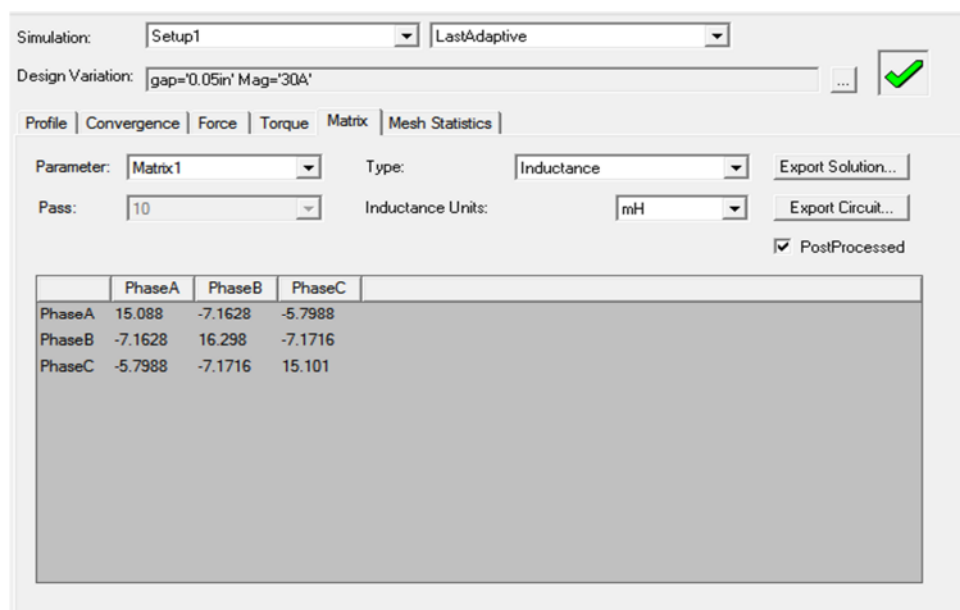 Simulation: Setup1 LastAdaptive
Design Variation: gap='0.05in' Mag='30A' ...
Profile Convergence Force Torque Matrix Mesh Statistics
Parameter: Matrix1 Type: Inductance Export Solution...
Pass: 10 Inductance Units: mH Export Circuit...
PostProcessed
PhaseA PhaseB PhaseC
PhaseA 15.088 -7.1628 -5.7988
PhaseB -7.1628 16.298 -7.1716
PhaseC -5.7988 -7.1716 15.101